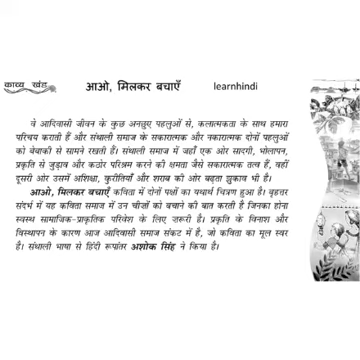 काव्य खंड
आओ, मिलकर बचाएँ
learnhindi
वे आदिवासी जीवन के कुछ अनछुए पहलुओं से, कलात्मकता के साथ हमारा
परिचय कराती हैं और संथाली समाज के सकारात्मक और नकारात्मक दोनों पहलुओं
को बेबाकी से सामने रखती हैं। संथाली समाज में जहाँ एक ओर सादगी, भोलापन,
प्रकृति से जुड़ाव और कठोर परिश्रम करने की क्षमता जैसे सकारात्मक तत्व हैं, वहीं
दूसरी ओर उसमें अशिक्षा, कुरीतियाँ और शराब की ओर बढ़ता झुकाव भी है।
आओ, मिलकर बचाएँ कविता में दोनों पक्षों का यथार्थ चित्रण हुआ है। वृहत्तर
संदर्भ में यह कविता समाज में उन चीज़ों को बचाने की बात करती है जिनका होना
स्वस्थ सामाजिक-प्राकृतिक परिवेश के लिए ज़रूरी है। प्रकृति के विनाश और
विस्थापन के कारण आज आदिवासी समाज संकट में है, जो कविता का मूल स्वर
है। संथाली भाषा से हिंदी रूपांतर अशोक सिंह ने किया है।